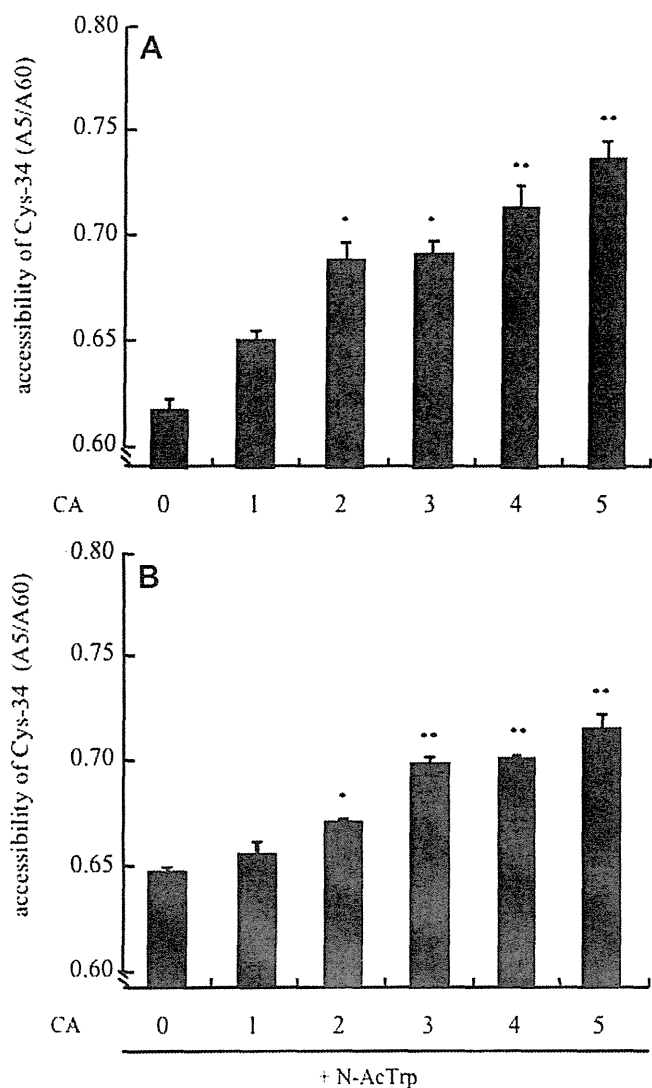 A
accessibility of Cys-34 (A5/A60)
0.80
0.75
0.70
0.65
0.60
* * ** **
CA 0 1 2 3 4 5
B
accessibility of Cys-34 (A5/A60)
0.80
0.75
0.70
0.65
0.60
* ** ** **
CA 0 1 2 3 4 5
+ N-AcTrp